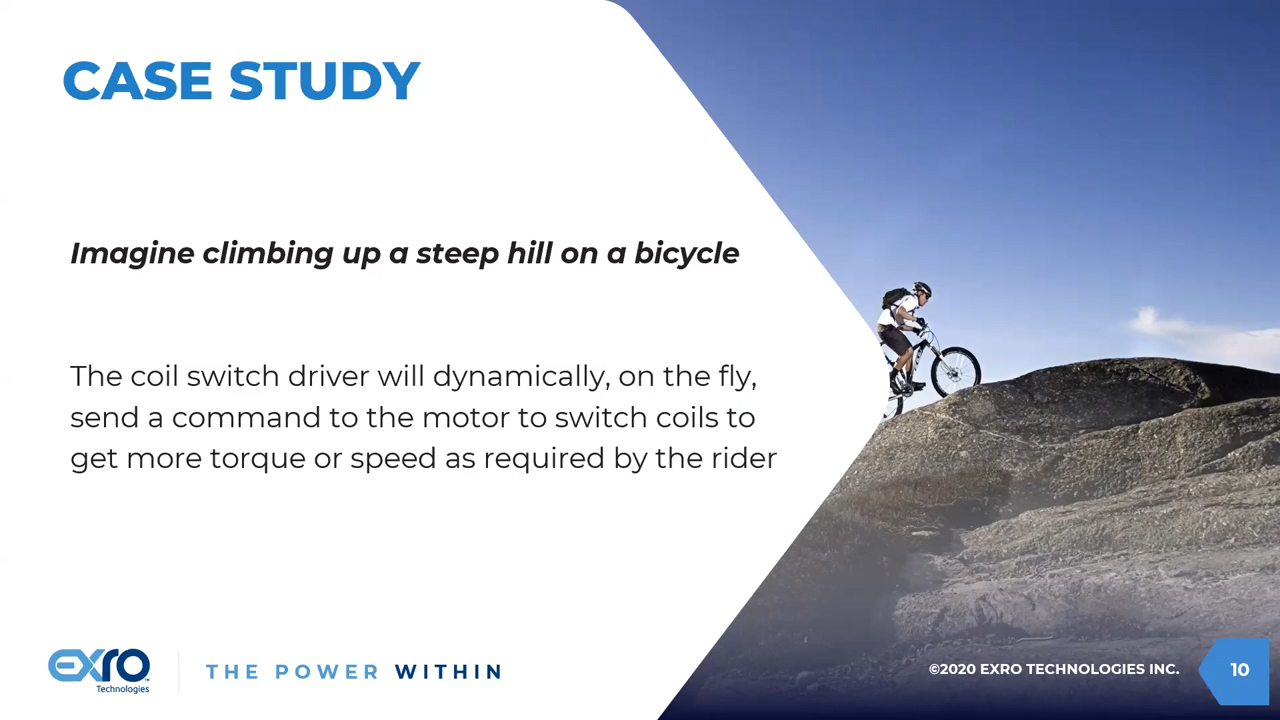 CASE STUDY
Imagine climbing up a steep hill on a bicycle
The coil switch driver will dynamically, on the fly,
send a command to the motor to switch coils to
get more torque or speed as required by the rider
exro
™
Technologies
THE POWER WITHIN
©2020 EXRO TECHNOLOGIES INC.
10